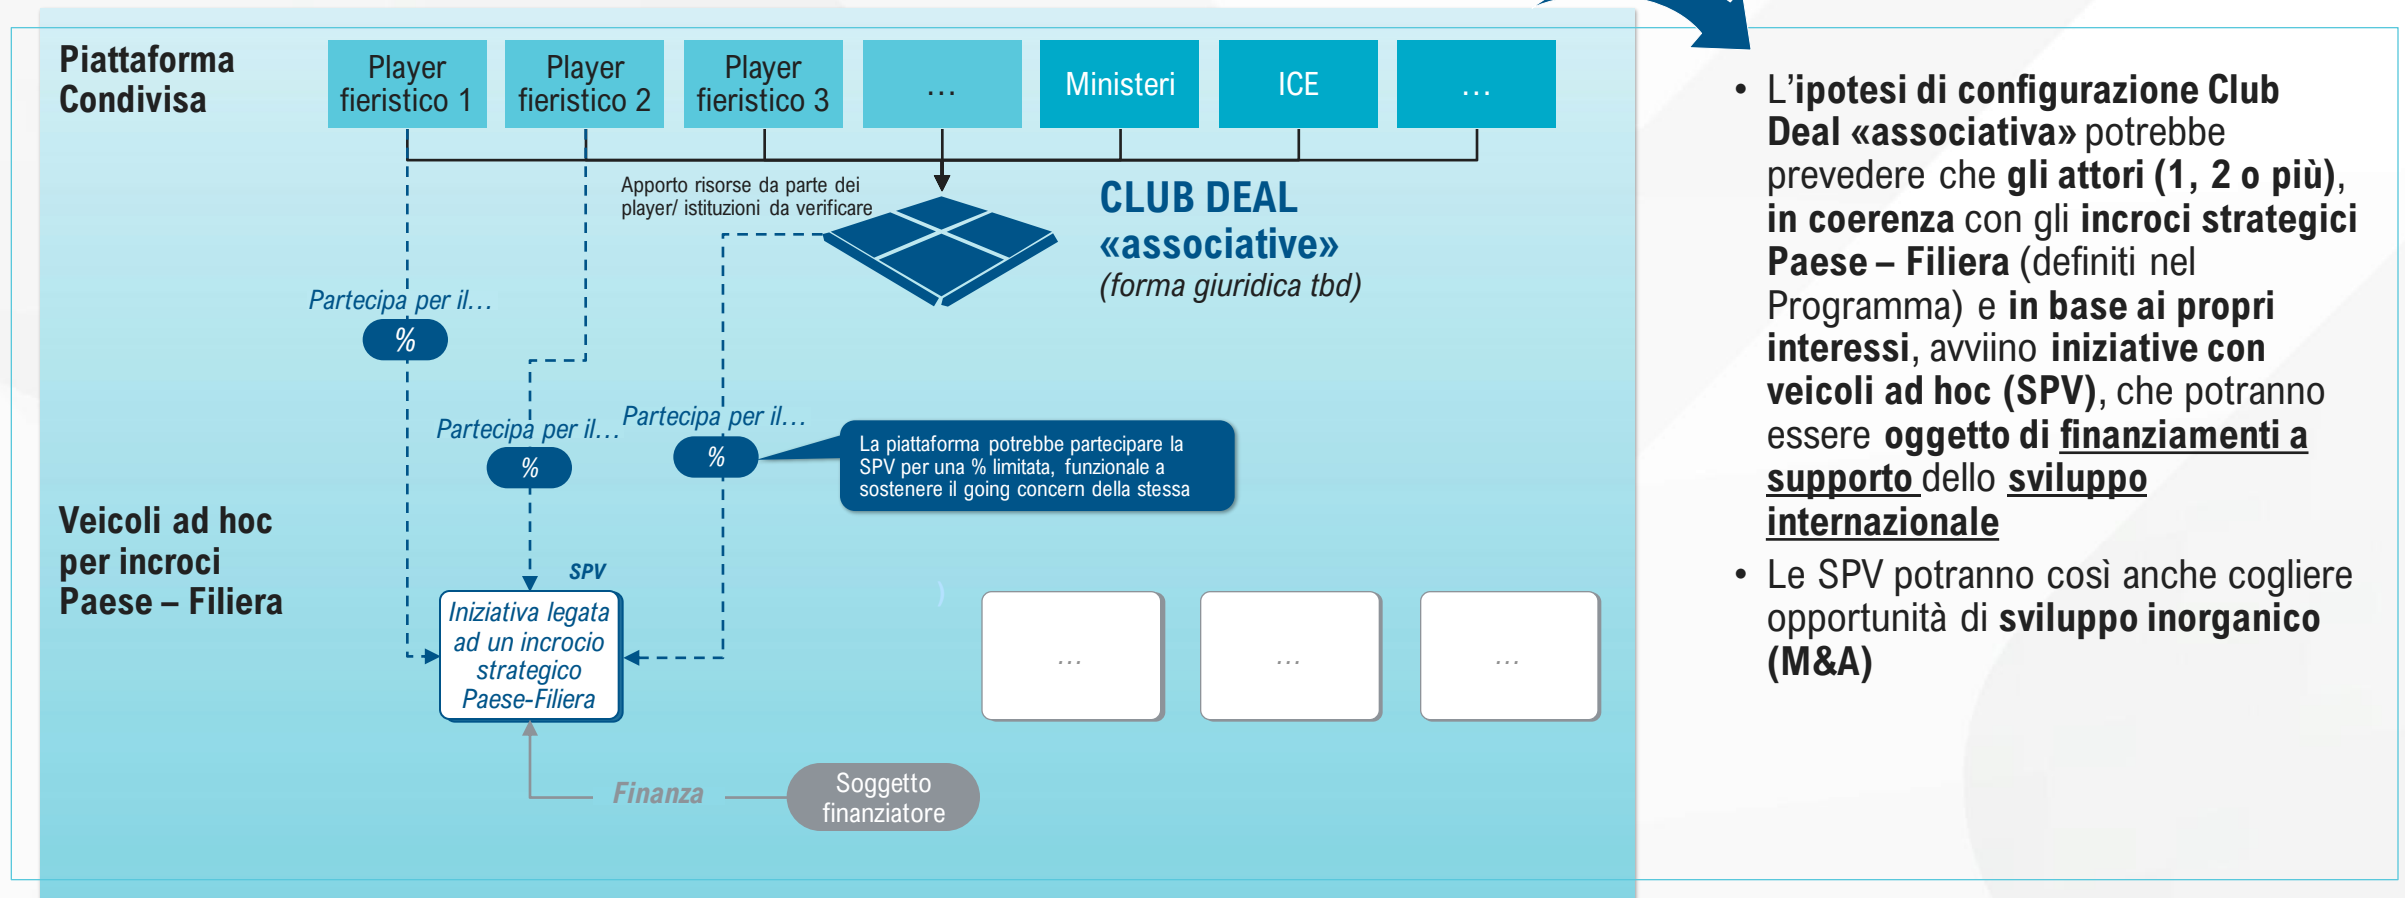 Piattaforma
Condivisa
Player
fieristico 1
Player
fieristico 2
Player
fieristico 3
...
Ministeri
ICE
...
Apporto risorse da parte dei
player/ istituzioni da verificare
CLUB DEAL
«associative»
(forma giuridica tbd)
Partecipa per il...
%
Partecipa per il...
%
Partecipa per il...
%
La piattaforma potrebbe partecipare la
SPV per una % limitata, funzionale a
sostenere il going concern della stessa
Veicoli ad hoc
per incroci
Paese – Filiera
SPV
Iniziativa legata
ad un incrocio
strategico
Paese-Filiera
)
...
...
...
Finanza
Soggetto
finanziatore
• L'ipotesi di configurazione Club
Deal «associativa» potrebbe
prevedere che gli attori (1, 2 o più),
in coerenza con gli incroci strategici
Paese – Filiera (definiti nel
Programma) e in base ai propri
interessi, avviino iniziative con
veicoli ad hoc (SPV), che potranno
essere oggetto di finanziamenti a
supporto dello sviluppo
internazionale
• Le SPV potranno così anche cogliere
opportunità di sviluppo inorganico
(M&A)